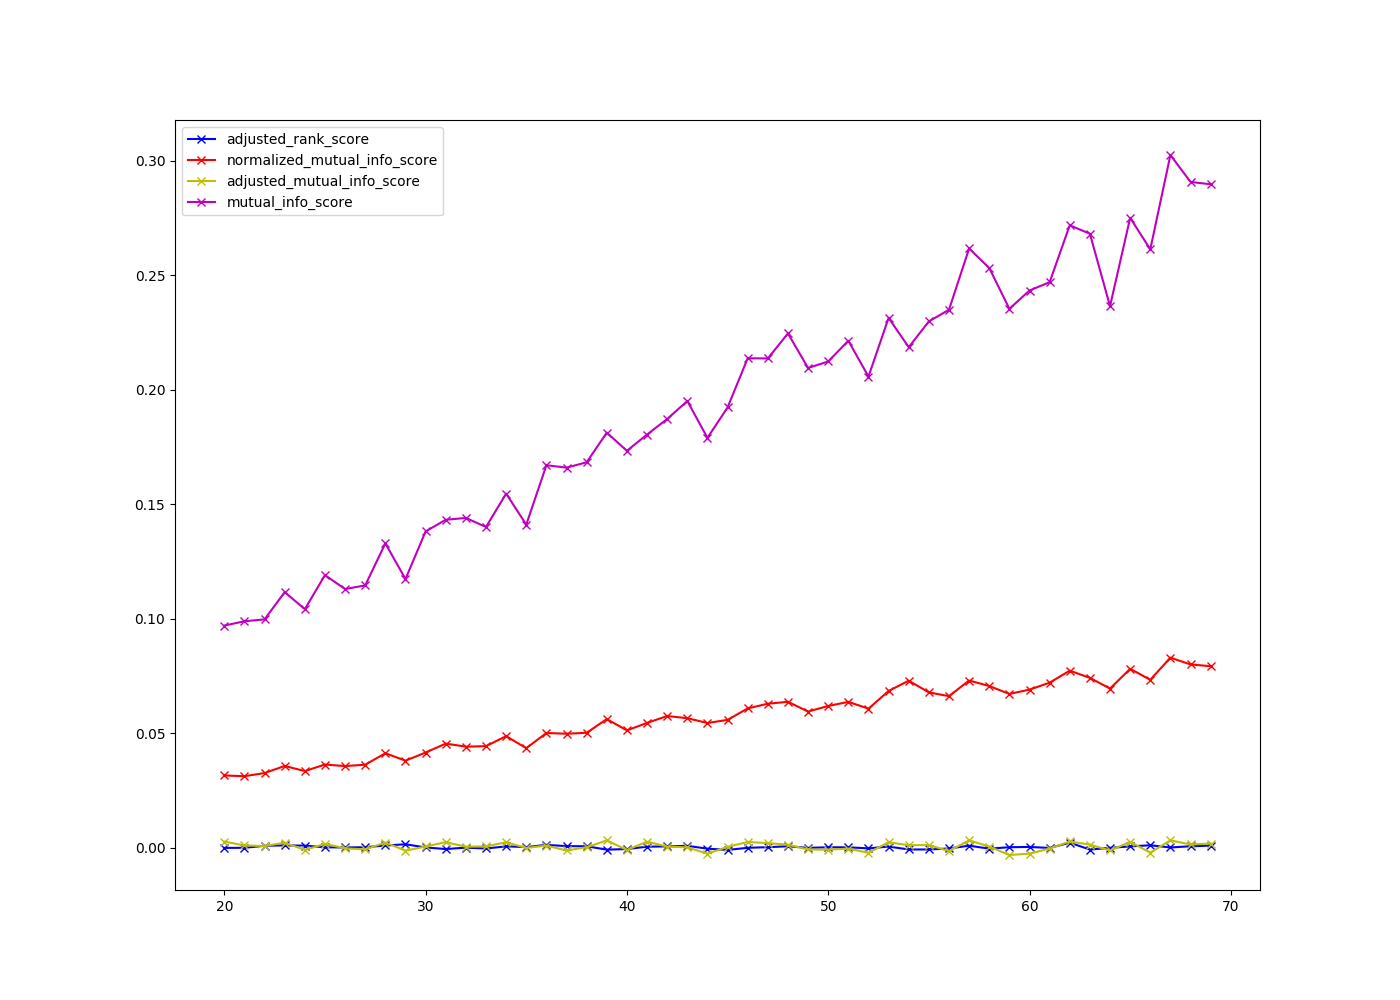 adjusted_rank_score
normalized_mutual_info_score
adjusted_mutual_info_score
mutual_info_score
0.30
0.25
0.20
0.15
0.10
0.05
0.00
20 30 40 50 60 70